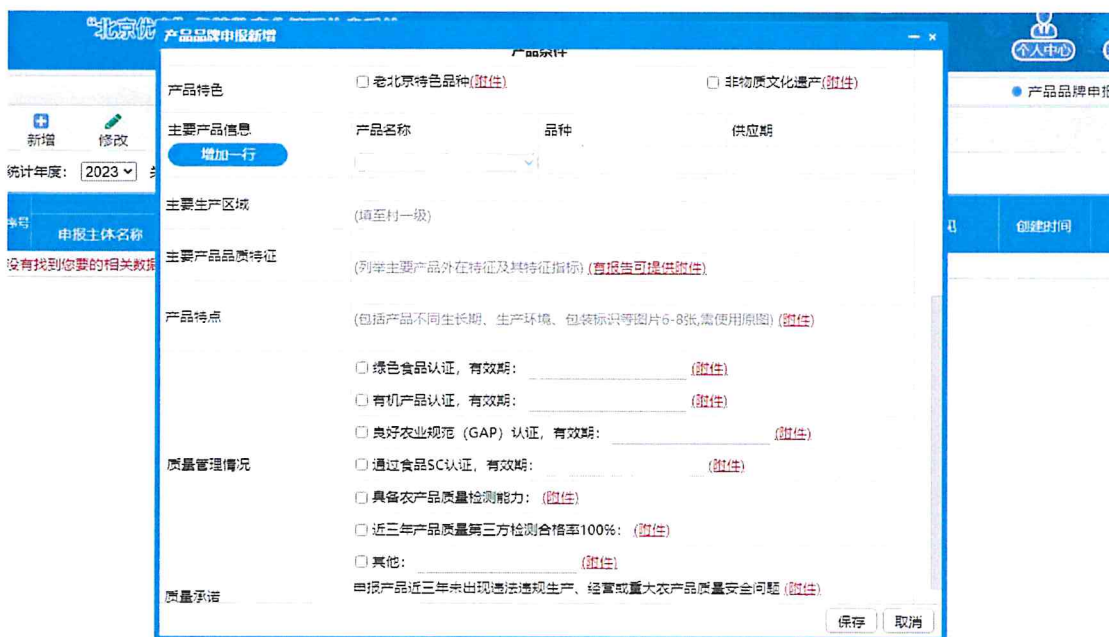 "北京优
产品品牌申报新增
个人中心
产品条件
产品特色
老北京特色品种(附件)
非物质文化遗产(附件)
产品品牌申报
新增
修改
主要产品信息
产品名称
品种
供应期
增加一行
统计年度：
2023
主要生产区域
(填至村一级)
序号
申报主体名称
创建时间
没有找到您要的相关数据
主要产品品质特征
(列举主要产品外在特征及其特征指标) (有报告可提供附件)
产品特点
(包括产品不同生长期、生产环境、包装标识等图片6-8张,需使用原图) (附件)
绿色食品认证，有效期： (附件)
有机产品认证，有效期： (附件)
良好农业规范（GAP）认证，有效期： (附件)
质量管理情况
通过食品SC认证，有效期： (附件)
具备农产品质量检测能力： (附件)
近三年产品质量第三方检测合格率100%： (附件)
其他： (附件)
质量承诺
申报产品近三年未出现违法违规生产、经营或重大农产品质量安全问题 (附件)
保存
取消